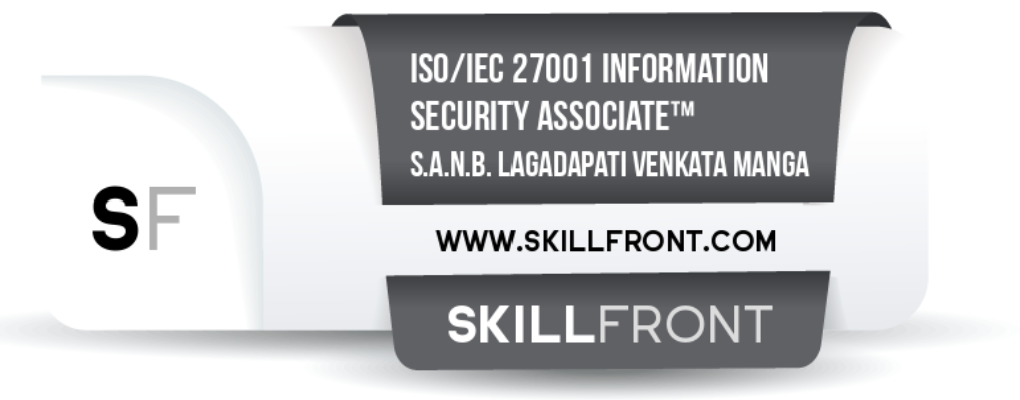 ISO/IEC 27001 INFORMATION
SECURITY ASSOCIATE™
S.A.N.B. LAGADAPATI VENKATA MANGA
SF
WWW.SKILLFRONT.COM
SKILLFRONT